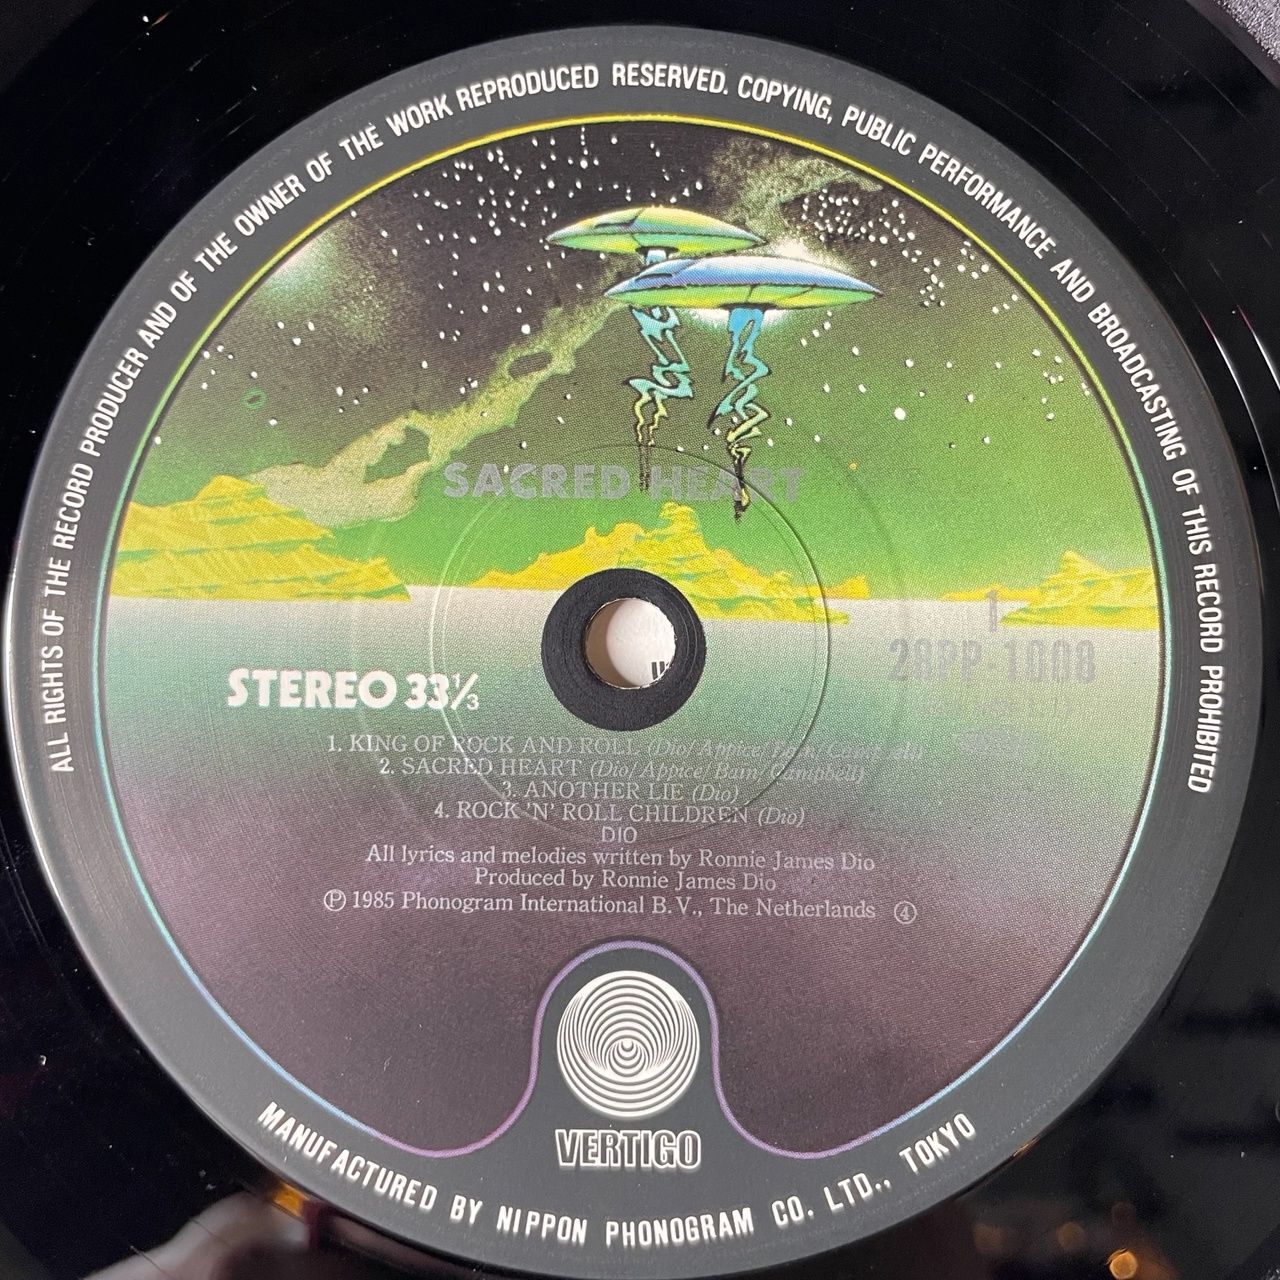 ALL RIGHTS OF THE RECORD PRODUCER AND OF THE OWNER OF THE WORK REPRODUCED RESERVED. COPYING, PUBLIC PERFORMANCE AND BROADCASTING OF THIS RECORD PROHIBITED
SACRED HEART
1
28PP-1008
STEREO 33⅓
1. KING OF ROCK AND ROLL (Dio/Appice/Bain/Campbell)
2. SACRED HEART (Dio/Appice/Bain/Campbell)
3. ANOTHER LIE (Dio)
4. ROCK 'N' ROLL CHILDREN (Dio)
DIO
All lyrics and melodies written by Ronnie James Dio
Produced by Ronnie James Dio
Ⓟ 1985 Phonogram International B.V., The Netherlands ④
VERTIGO
MANUFACTURED BY NIPPON PHONOGRAM CO. LTD., TOKYO